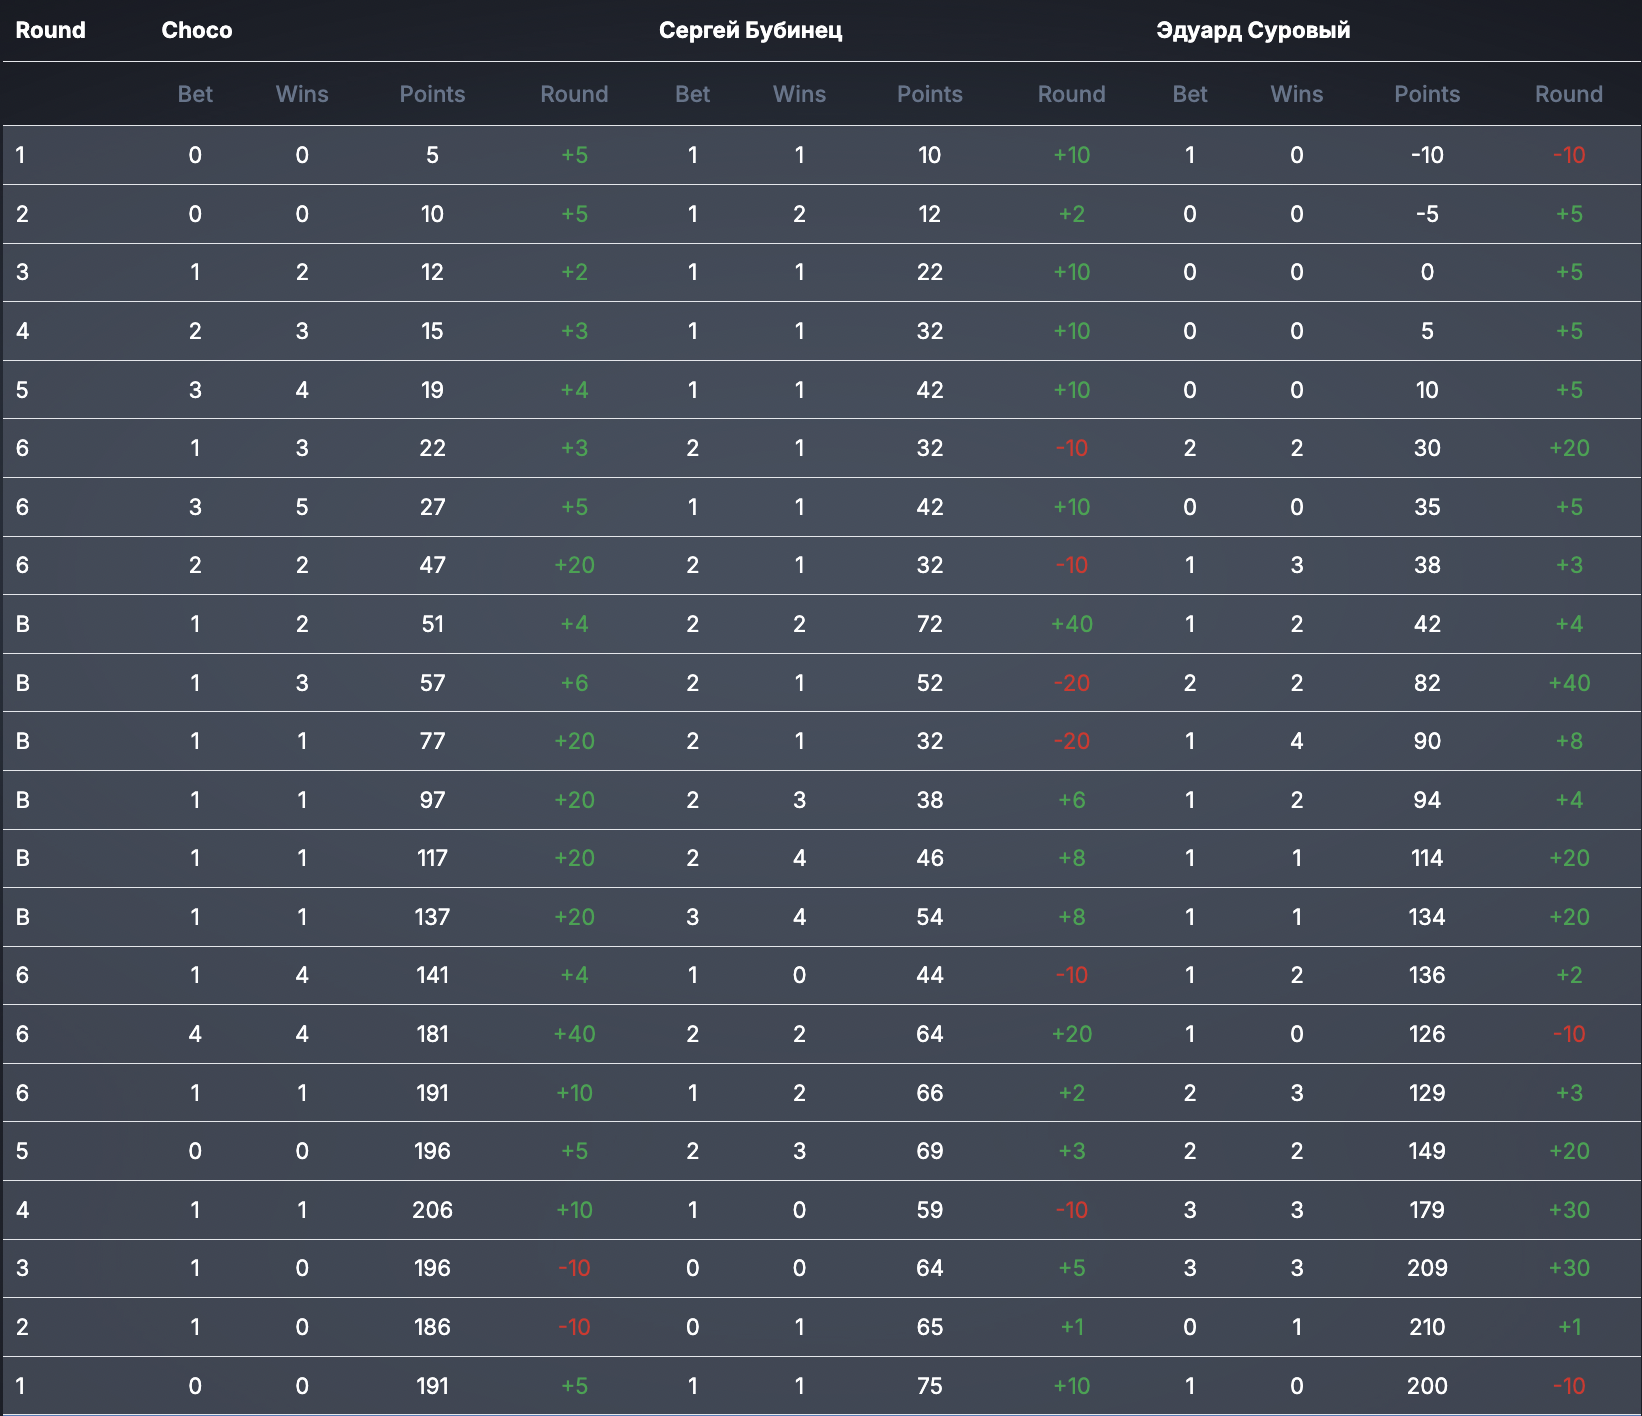 Round Choco Сергей Бубинец Эдуард Суровый
Bet Wins Points Round Bet Wins Points Round Bet Wins Points Round
1 0 0 5 +5 1 1 10 +10 1 0 -10 -10
2 0 0 10 +5 1 2 12 +2 0 0 -5 +5
3 1 2 12 +2 1 1 22 +10 0 0 0 +5
4 2 3 15 +3 1 1 32 +10 0 0 5 +5
5 3 4 19 +4 1 1 42 +10 0 0 10 +5
6 1 3 22 +3 2 1 32 -10 2 2 30 +20
6 3 5 27 +5 1 1 42 +10 0 0 35 +5
6 2 2 47 +20 2 1 32 -10 1 3 38 +3
B 1 2 51 +4 2 2 72 +40 1 2 42 +4
B 1 3 57 +6 2 1 52 -20 2 2 82 +40
B 1 1 77 +20 2 1 32 -20 1 4 90 +8
B 1 1 97 +20 2 3 38 +6 1 2 94 +4
B 1 1 117 +20 2 4 46 +8 1 1 114 +20
B 1 1 137 +20 3 4 54 +8 1 1 134 +20
6 1 4 141 +4 1 0 44 -10 1 2 136 +2
6 4 4 181 +40 2 2 64 +20 1 0 126 -10
6 1 1 191 +10 1 2 66 +2 2 3 129 +3
5 0 0 196 +5 2 3 69 +3 2 2 149 +20
4 1 1 206 +10 1 0 59 -10 3 3 179 +30
3 1 0 196 -10 0 0 64 +5 3 3 209 +30
2 1 0 186 -10 0 1 65 +1 0 1 210 +1
1 0 0 191 +5 1 1 75 +10 1 0 200 -10